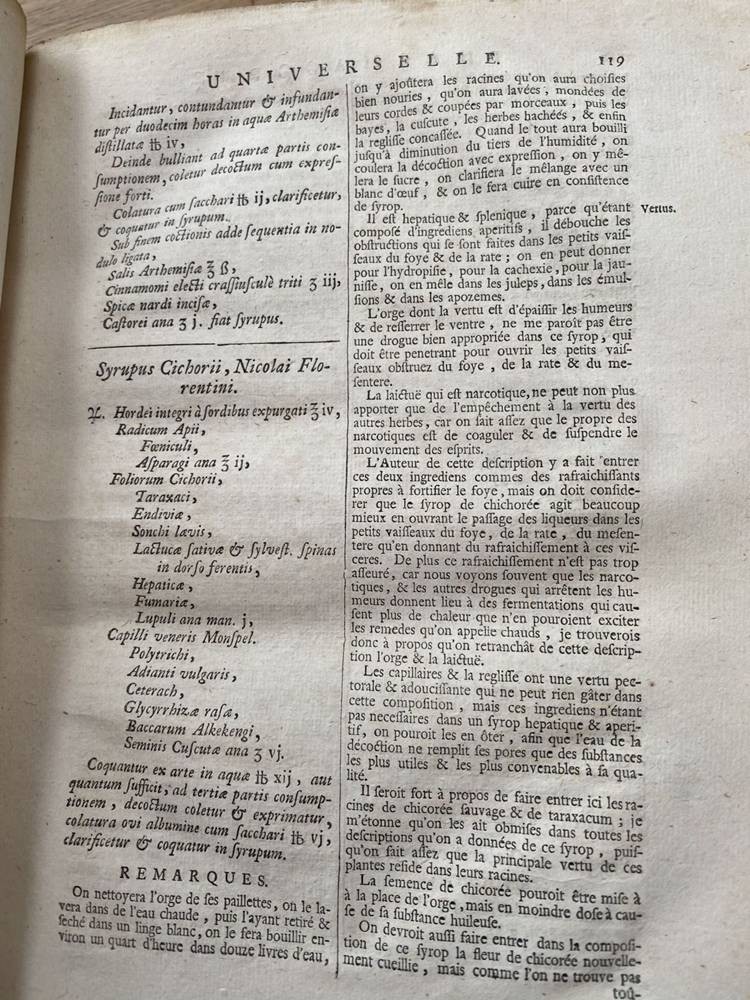 UNIVERSELLE.
119
Incidantur, contundantur & infundan-
tur per duodecim horas in aquæ Arthemisiæ
distillatæ ℔ iv,
Deinde bulliant ad quartæ partis con-
sumptionem, coletur decoctum cum expres-
sione forti.
Colatura cum sacchari ℔ ij, clarificetur,
& coquatur in syrupum.
Sub finem coctionis adde sequentia in no-
dulo ligata,
Salis Arthemisiæ ℥ ß,
Cinnamomi electi crassiusculè triti ʒ iij,
Spicæ nardi incisæ,
Castorei ana ʒ j. fiat syrupus.
Syrupus Cichorii, Nicolai Flo-
rentini.
♃. Hordei integri à sordibus expurgati ℥ iv,
Radicum Apii,
Fœniculi,
Asparagi ana ℥ ij,
Foliorum Cichorii,
Taraxaci,
Endiviæ,
Sonchi lævis,
Lactucæ sativæ & sylvest. spinas
in dorso ferentis,
Hepaticæ,
Fumariæ,
Lupuli ana man. j,
Capilli veneris Monspel.
Polytrichi,
Adianti vulgaris,
Ceterach,
Glycyrrhizæ rasæ,
Baccarum Alkekengi,
Seminis Cuscutæ ana ʒ vj.
Coquantur ex arte in aquæ ℔ xij, aut
quantum sufficit, ad tertiæ partis consump-
tionem, decoctum coletur & exprimatur,
colatura ovi albumine cum sacchari ℔ vj,
clarificetur & coquatur in syrupum.
REMARQUES.
On nettoyera l'orge de ses paillettes, on le la-
vera dans de l'eau chaude, puis l'ayant retiré &
seché dans un linge blanc, on le fera bouillir en-
viron un quart d'heure dans douze livres d'eau,
on y ajoûtera les racines qu'on aura choisies
bien nouries, qu'on aura lavées, mondées de
leurs cordes & coupées par morceaux, puis les
bayes, la cuscute, les herbes hachées, & enfin
la reglisse concassée. Quand le tout aura bouilli
jusqu'à diminution du tiers de l'humidité, on
coulera la décoction avec expression, on y mê-
lera le sucre, on clarifiera le mélange avec un
blanc d'œuf, & on le fera cuire en consistence
de syrop.
Il est hepatique & splenique, parce qu'étant
Vertus.
composé d'ingrediens aperitifs, il débouche les
obstructions qui se sont faites dans les petits vais-
seaux du foye & de la rate; on en peut donner
pour l'hydropisie, pour la cachexie, pour la jau-
nisse, on en mêle dans les juleps, dans les émul-
sions & dans les apozemes.
L'orge dont la vertu est d'épaissir les humeurs
& de resserrer le ventre, ne me paroît pas être
une drogue bien appropriée dans ce syrop, qui
doit être penetrant pour ouvrir les petits vais-
seaux obstruez du foye, de la rate & du me-
sentere.
La laictuë qui est narcotique, ne peut non plus
apporter que de l'empêchement à la vertu des
autres herbes, car on sait assez que le propre des
narcotiques est de coaguler & de suspendre le
mouvement des esprits.
L'Auteur de cette description y a fait entrer
ces deux ingrediens comme des rafraichissants
propres à fortifier le foye, mais on doit conside-
rer que le syrop de chichorée agit beaucoup
mieux en ouvrant le passage des liqueurs dans les
petits vaisseaux du foye, de la rate, du mesen-
tere qu'en donnant du rafraichissement à ces vis-
ceres. De plus ce rafraichissement n'est pas trop
asseuré, car nous voyons souvent que les narco-
tiques, & les autres drogues qui arrêtent les hu-
meurs donnent lieu à des fermentations qui cau-
sent plus de chaleur que n'en pouroient exciter
les remedes qu'on appelle chauds, je trouverois
donc à propos qu'on retranchât de cette descrip-
tion l'orge & la laictuë.
Les capillaires & la reglisse ont une vertu pec-
torale & adoucissante qui ne peut rien gâter dans
cette composition, mais ces ingrediens n'étant
pas necessaires dans un syrop hepatique & aperi-
tif, on pouroit les en ôter, afin que l'eau de la
décoction ne remplit ses pores que des substances
les plus utiles & les plus convenables à sa qua-
lité.
Il seroit fort à propos de faire entrer ici les ra-
cines de chicorée sauvage & de taraxacum; je
m'étonne qu'on les ait obmises dans toutes les
descriptions qu'on a données de ce syrop, puis-
qu'on sait assez que la principale vertu de ces
plantes reside dans leurs racines.
La semence de chicorée pouroit être mise à
à la place de l'orge, mais en moindre dose à cau-
se de sa substance huileuse.
On devroit aussi faire entrer dans la composi-
tion de ce syrop la fleur de chicorée nouvelle-
ment cueillie, mais comme l'on ne trouve pas
toû-